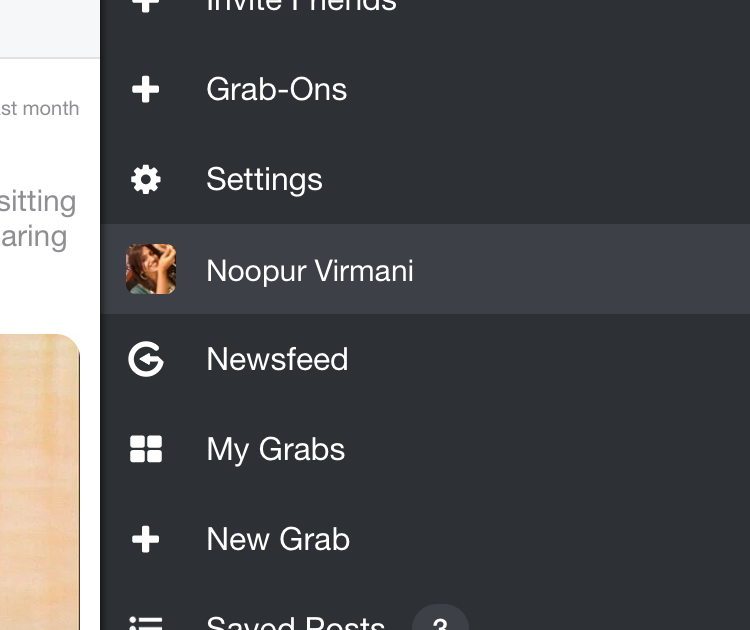 Invite Friends
Grab-Ons
st month
Settings
sitting
aring
Noopur Virmani
Newsfeed
My Grabs
New Grab
Saved Posts 3